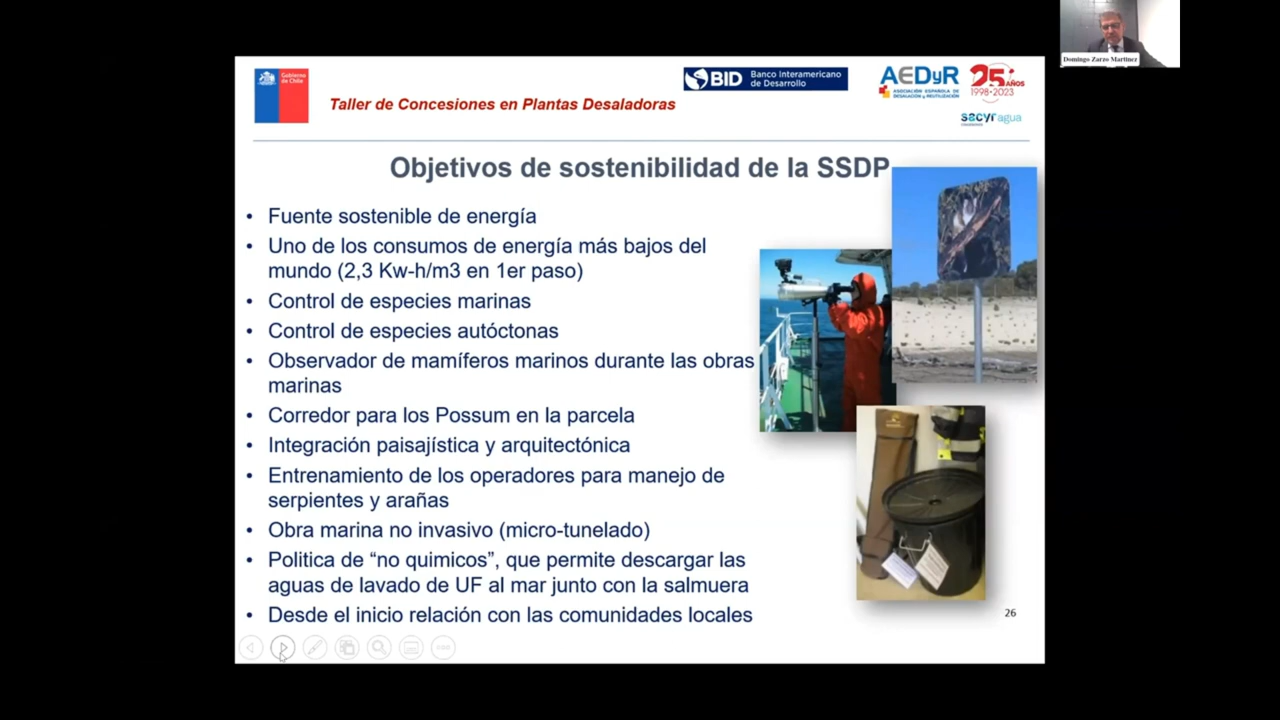 Domingo Zarzo Martínez
Gobierno
de Chile
Taller de Concesiones en Plantas Desaladoras
BID
Banco Interamericano
de Desarrollo
AEDyR
ASOCIACIÓN ESPAÑOLA DE
DESALACIÓN y REUTILIZACIÓN
25 AÑOS
1998-2023
sacyr agua
Objetivos de sostenibilidad de la SSDP
• Fuente sostenible de energía
• Uno de los consumos de energía más bajos del
mundo (2,3 Kw-h/m3 en 1er paso)
• Control de especies marinas
• Control de especies autóctonas
• Observador de mamíferos marinos durante las obras
marinas
• Corredor para los Possum en la parcela
• Integración paisajística y arquitectónica
• Entrenamiento de los operadores para manejo de
serpientes y arañas
• Obra marina no invasivo (micro-tunelado)
• Politica de “no quimicos”, que permite descargar las
aguas de lavado de UF al mar junto con la salmuera
• Desde el inicio relación con las comunidades locales
26